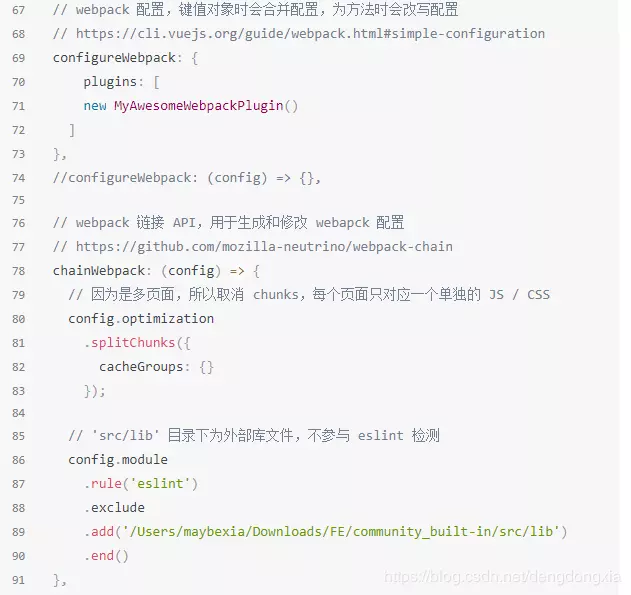 67 // webpack 配置，键值对象时会合并配置，为方法时会改写配置
68 // https://cli.vuejs.org/guide/webpack.html#simple-configuration
69 configureWebpack: {
70 plugins: [
71 new MyAwesomeWebpackPlugin()
72 ]
73 },
74 //configureWebpack: (config) => {},
75
76 // webpack 链接 API，用于生成和修改 webapck 配置
77 // https://github.com/mozilla-neutrino/webpack-chain
78 chainWebpack: (config) => {
79 // 因为是多页面，所以取消 chunks，每个页面只对应一个单独的 JS / CSS
80 config.optimization
81 .splitChunks({
82 cacheGroups: {}
83 });
84
85 // 'src/lib' 目录下为外部库文件，不参与 eslint 检测
86 config.module
87 .rule('eslint')
88 .exclude
89 .add('/Users/maybexia/Downloads/FE/community_built-in/src/lib')
90 .end()
91 },
https://blog.csdn.net/dengdongxia